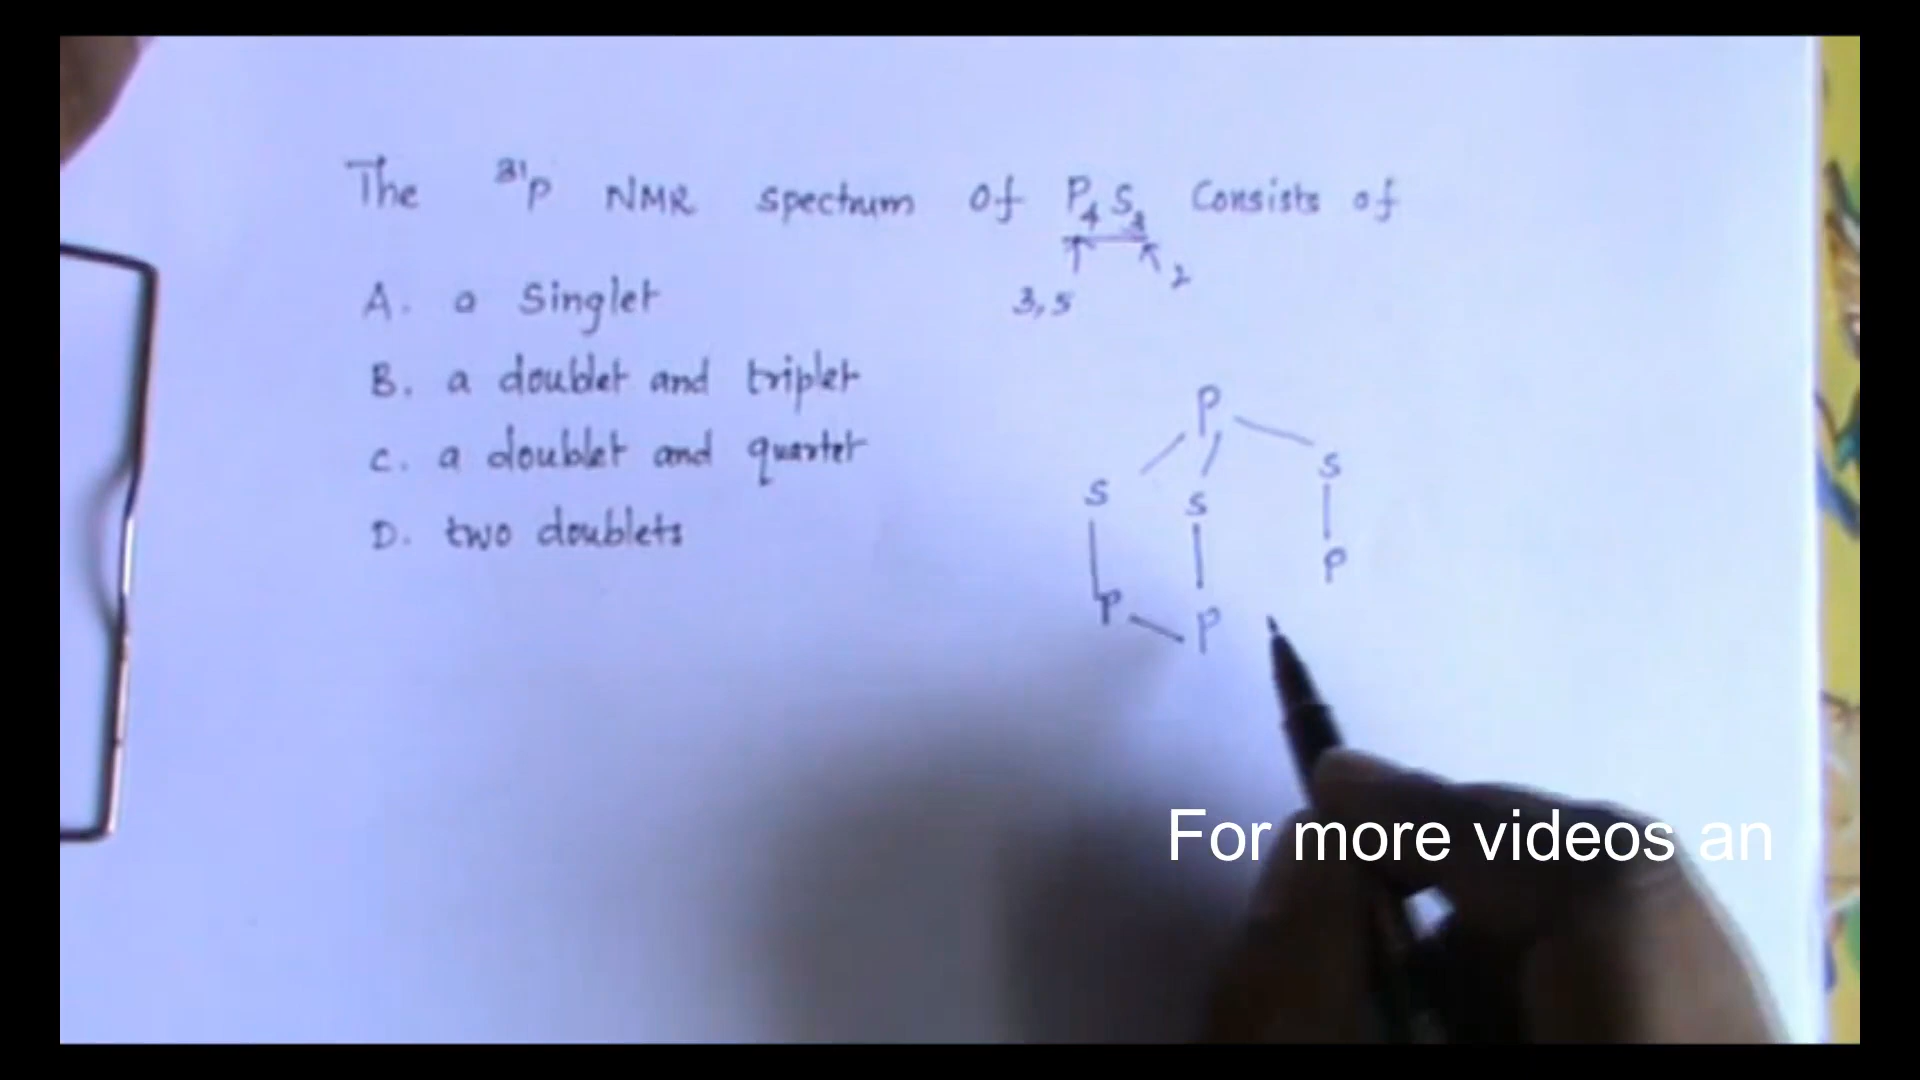 The ³¹P NMR spectrum of P₄S₃ consists of
3,5
2
A. a singlet
B. a doublet and triplet
C. a doublet and quartet
D. two doublets
P
S S S
P P P
For more videos an